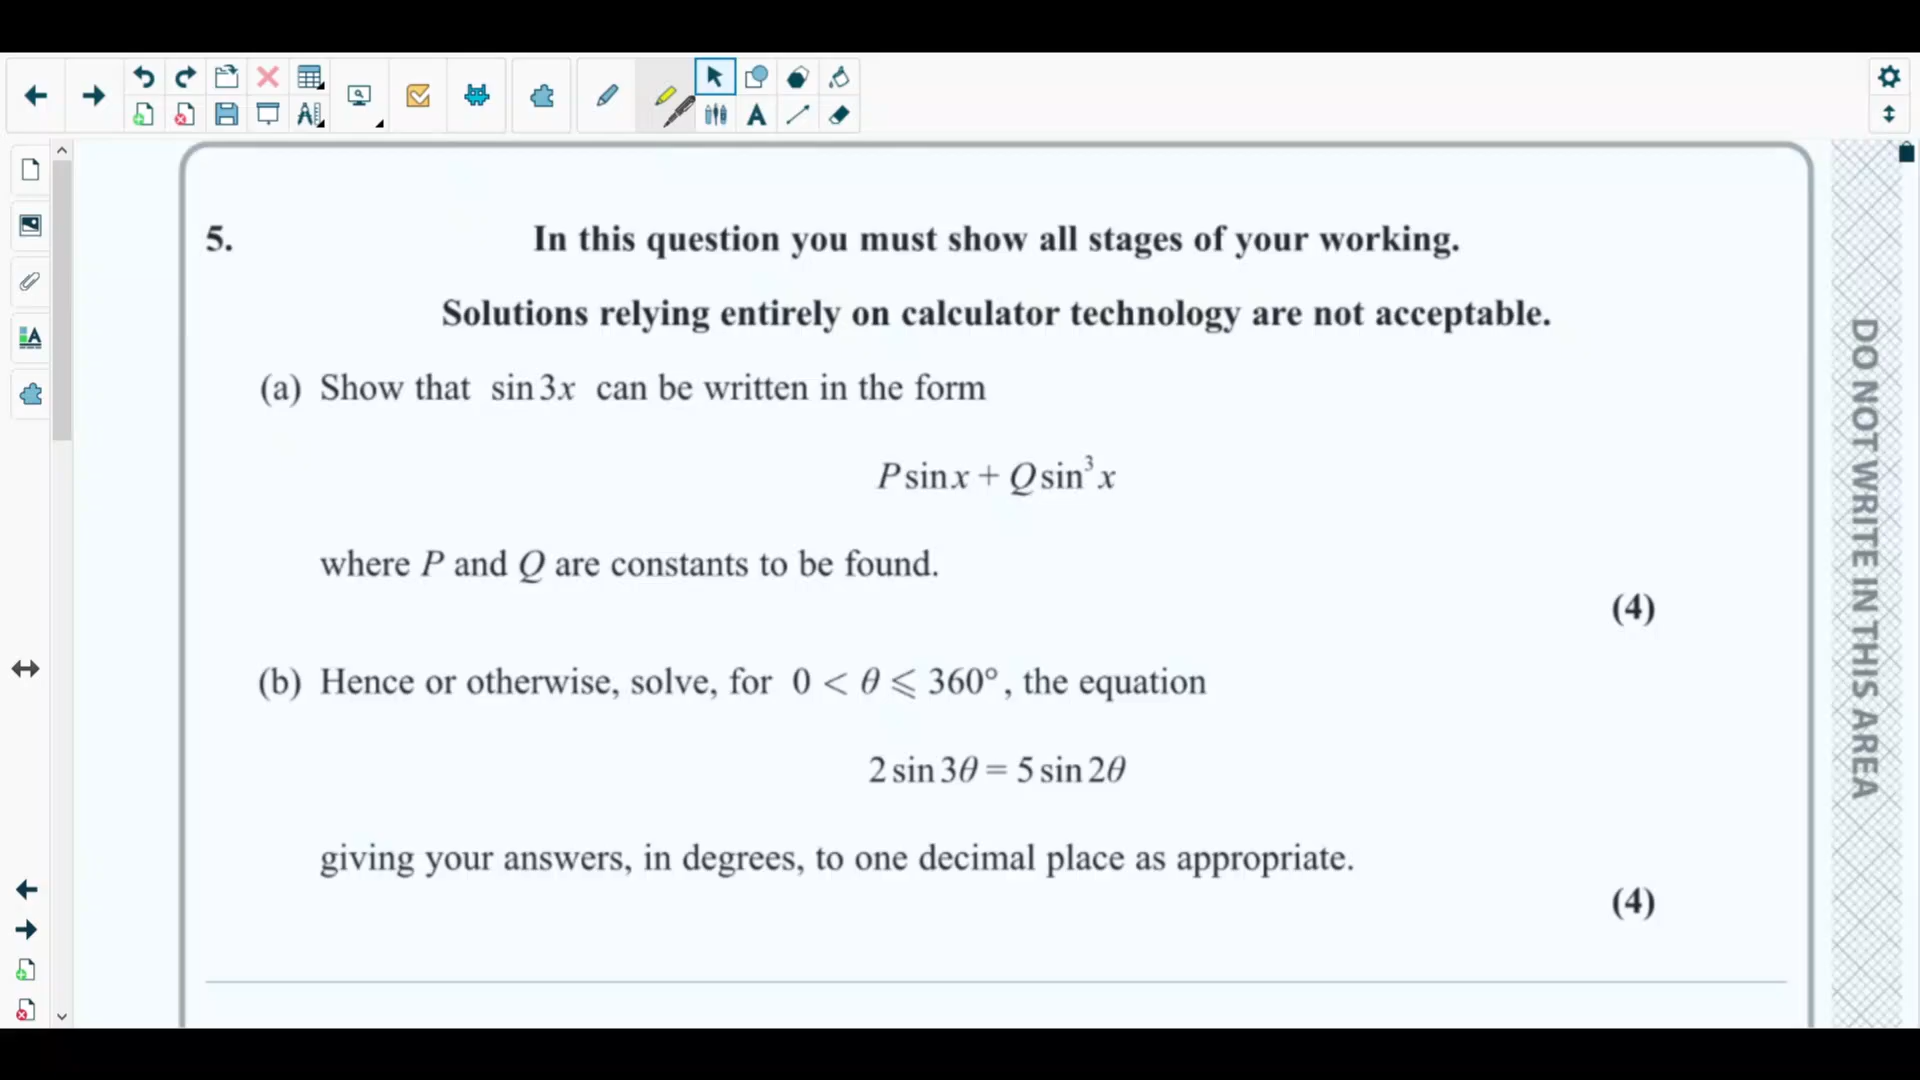 5. In this question you must show all stages of your working.
Solutions relying entirely on calculator technology are not acceptable.
(a) Show that sin 3x can be written in the form
P sin x + Q sin³ x
where P and Q are constants to be found.
(4)
(b) Hence or otherwise, solve, for 0 < θ ⩽ 360°, the equation
2 sin 3θ = 5 sin 2θ
giving your answers, in degrees, to one decimal place as appropriate.
(4)
DO NOT WRITE IN THIS AREA